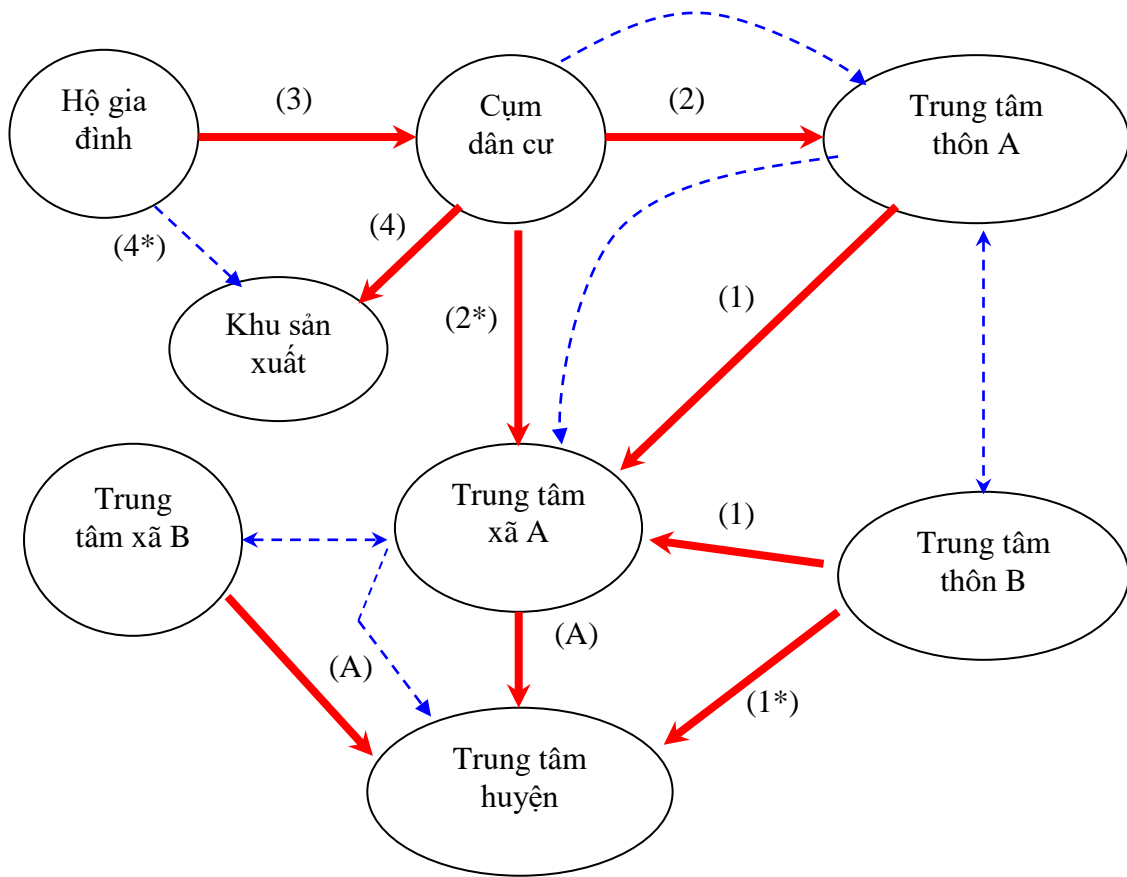 Hộ gia
đình
(3)
Cụm
dân cư
(2)
Trung tâm
thôn A
(4*)
(4)
Khu sản
xuất
(2*)
(1)
Trung
tâm xã B
Trung tâm
xã A
(1)
Trung tâm
thôn B
(A)
(A)
(1*)
Trung tâm
huyện